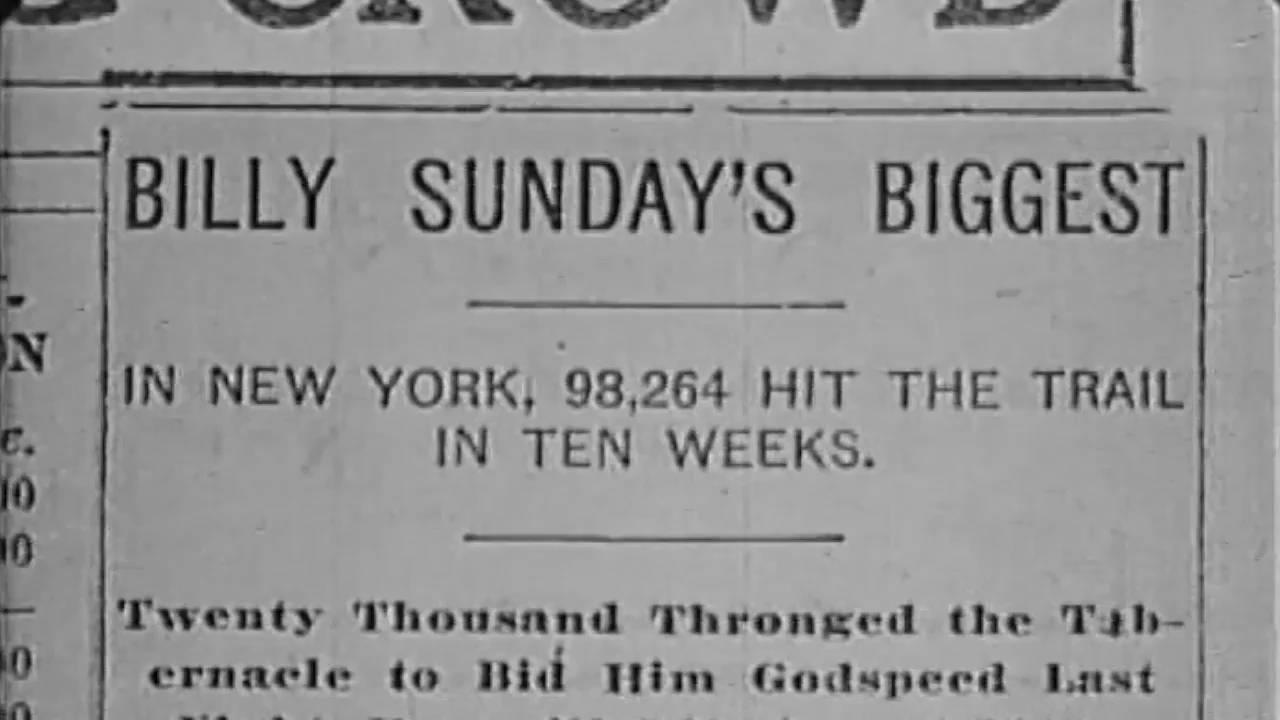 CROWD
BILLY SUNDAY'S BIGGEST
IN NEW YORK, 98,264 HIT THE TRAIL
IN TEN WEEKS.
Twenty Thousand Thronged the Tab-
ernacle to Bid Him Godspeed Last